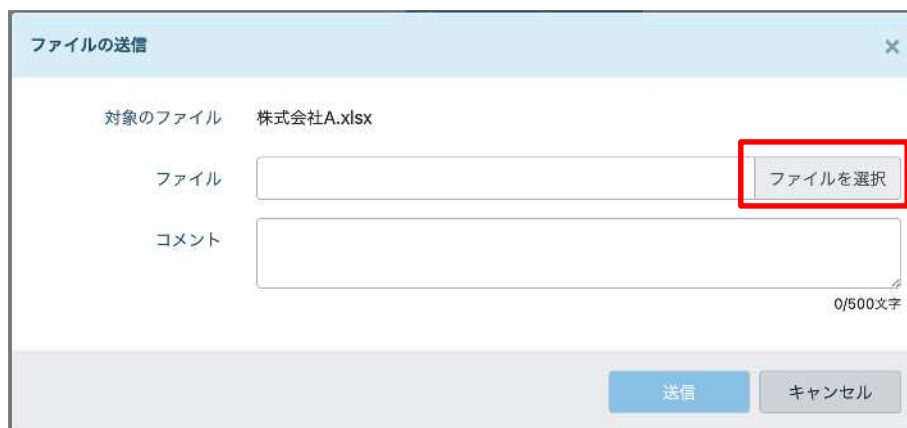 ファイルの送信 ×
対象のファイル 株式会社A.xlsx
ファイル ファイルを選択
コメント
0/500文字
送信 キャンセル